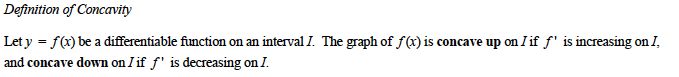 Definition of Concavity
Let y = f(x) be a differentiable function on an interval I. The graph of f(x) is concave up on I if f' is increasing on I,
and concave down on I if f' is decreasing on I.